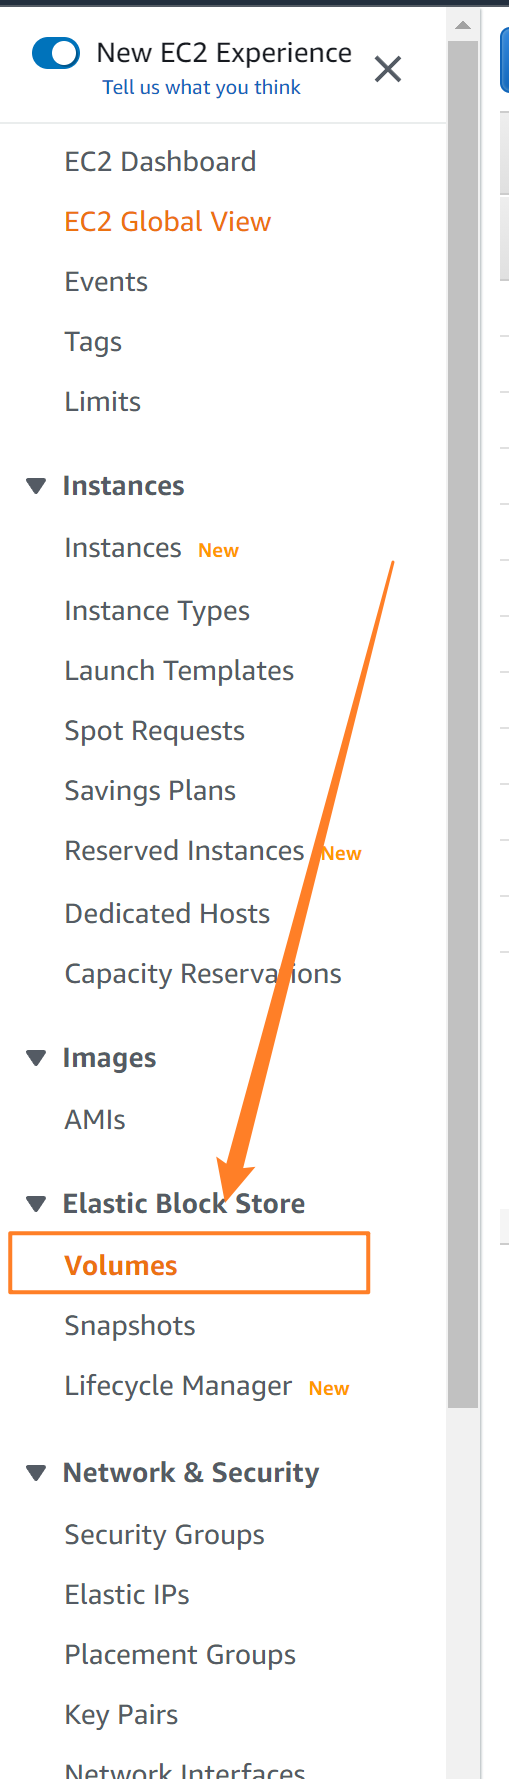 New EC2 Experience
Tell us what you think
EC2 Dashboard
EC2 Global View
Events
Tags
Limits
Instances
Instances New
Instance Types
Launch Templates
Spot Requests
Savings Plans
Reserved Instances New
Dedicated Hosts
Capacity Reservations
Images
AMIs
Elastic Block Store
Volumes
Snapshots
Lifecycle Manager New
Network & Security
Security Groups
Elastic IPs
Placement Groups
Key Pairs
Network Interfaces